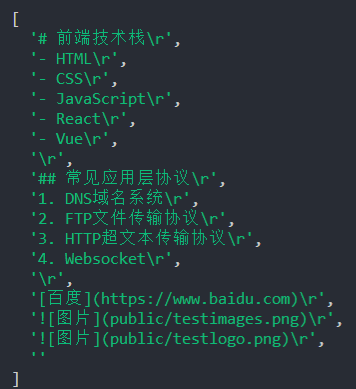 [
'# 前端技术栈\r',
'- HTML\r',
'- CSS\r',
'- JavaScript\r',
'- React\r',
'- Vue\r',
'\r',
'## 常见应用层协议\r',
'1. DNS域名系统\r',
'2. FTP文件传输协议\r',
'3. HTTP超文本传输协议\r',
'4. Websocket\r',
'\r',
'[百度](https://www.baidu.com)\r',
'![图片](public/testimages.png)\r',
'![图片](public/testlogo.png)\r',
''
]